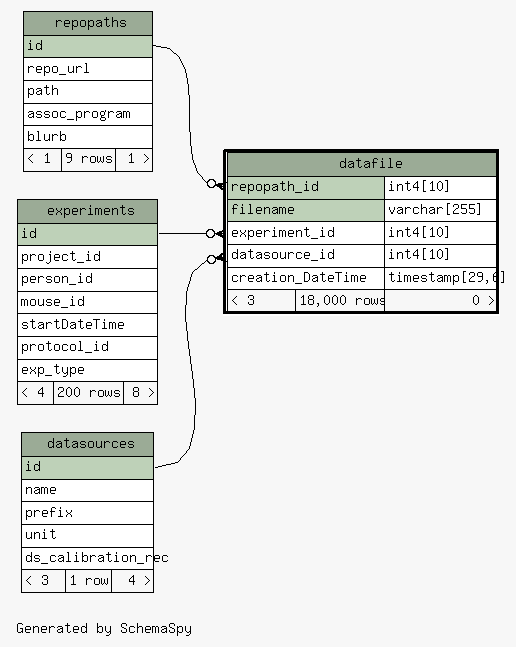 repopaths
id
repo_url
path
assoc_program
blurb
< 1 9 rows 1 >
datafile
repopath_id int4[10]
filename varchar[255]
experiment_id int4[10]
datasource_id int4[10]
creation_DateTime timestamp[29,6]
< 3 18,000 rows 0 >
experiments
id
project_id
person_id
mouse_id
startDateTime
protocol_id
exp_type
< 4 200 rows 8 >
datasources
id
name
prefix
unit
ds_calibration_rec
< 3 1 row 4 >
Generated by SchemaSpy